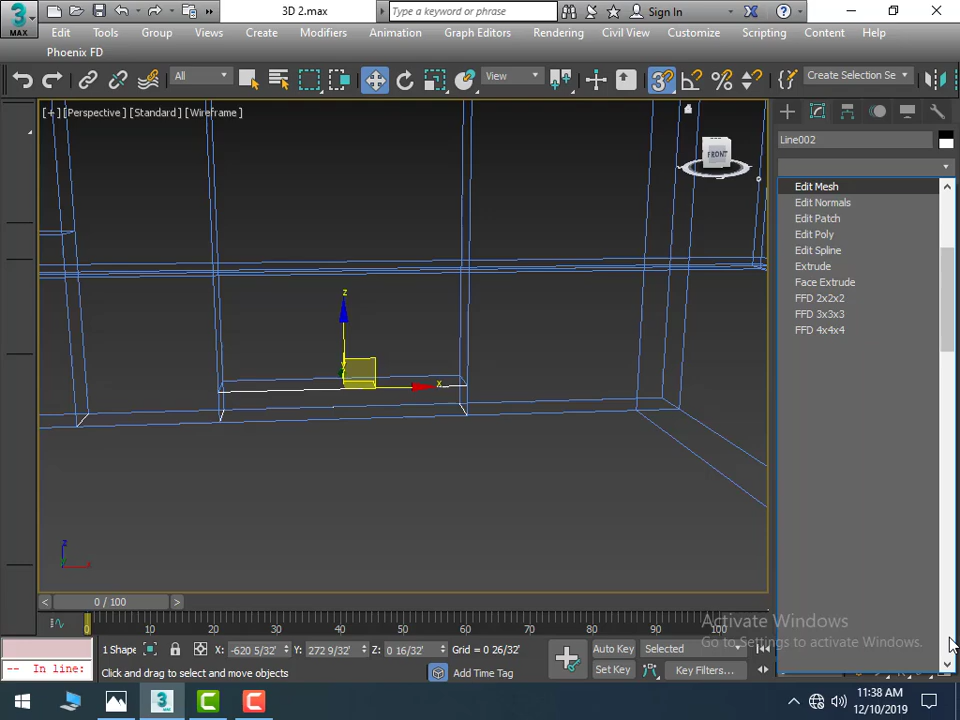 3D 2.max
Type a keyword or phrase
Sign In
MAX
Edit Tools Group Views Create Modifiers Animation Graph Editors Rendering Civil View Customize Scripting Content Help
Phoenix FD
All
View
Create Selection Se
[+] [Perspective] [Standard] [Wireframe]
FRONT
Line002
Edit Mesh
Edit Normals
Edit Patch
Edit Poly
Edit Spline
Extrude
Face Extrude
FFD 2x2x2
FFD 3x3x3
FFD 4x4x4
z
x
z
x
0 / 100
0 10 20 30 40 50 60 70 80 90 100
Activate Windows
Go to Settings to activate Windows.
1 Shape X: -620 5/32' Y: 272 9/32' Z: 0 16/32' Grid = 0 26/32' Auto Key Selected
-- In line: Click and drag to select and move objects Add Time Tag Set Key Key Filters...
11:38 AM
12/10/2019